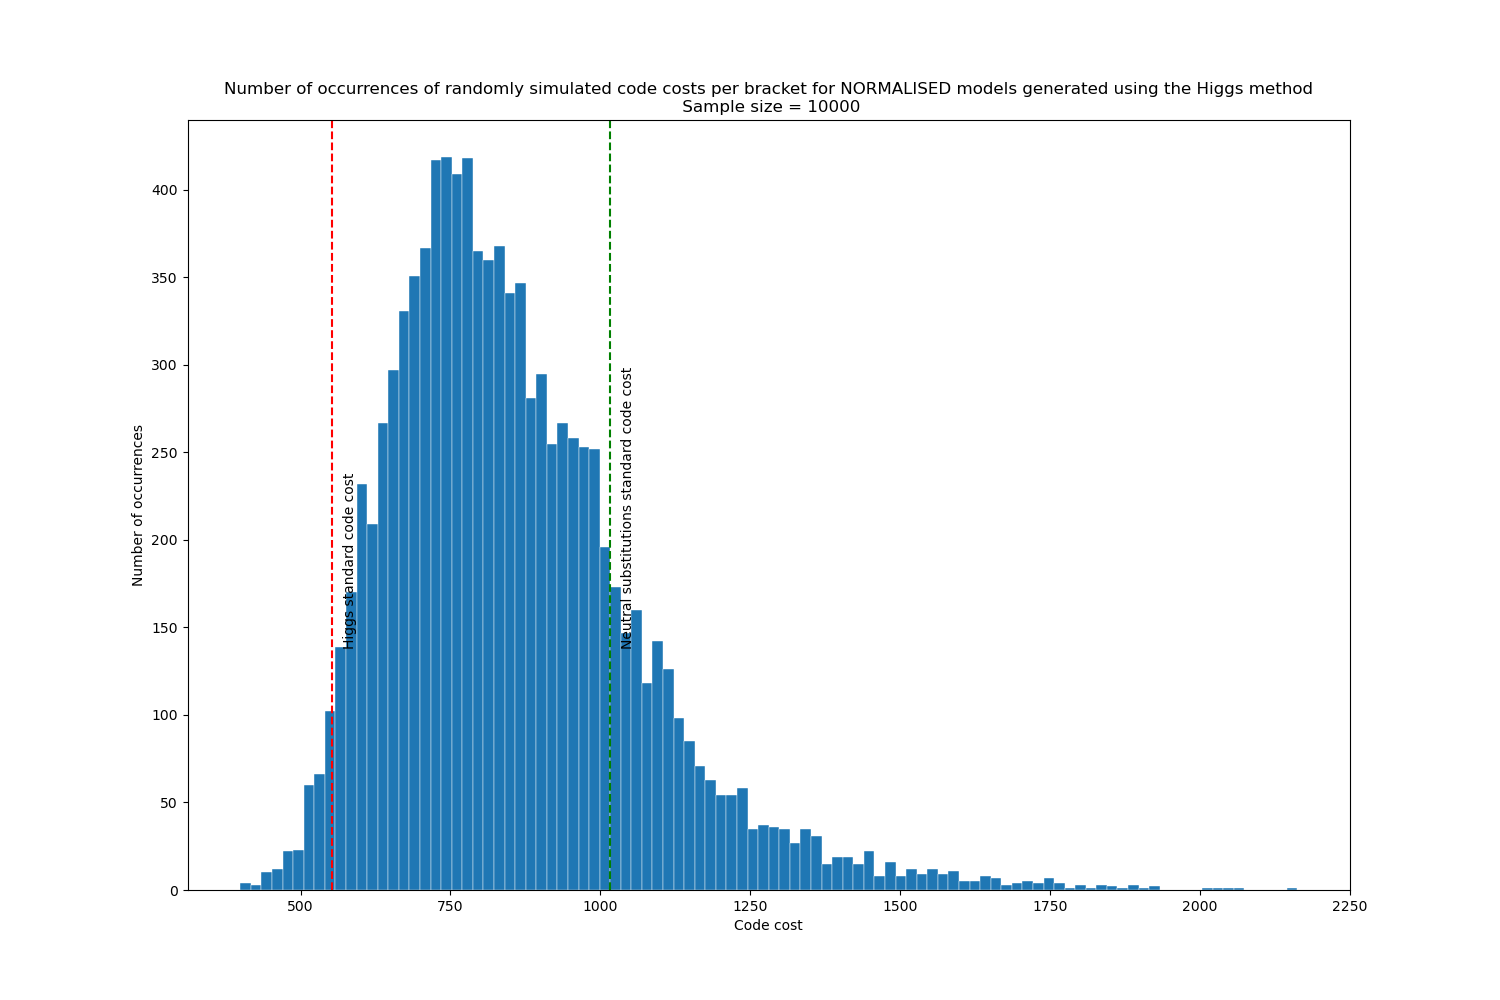 Number of occurrences of randomly simulated code costs per bracket for NORMALISED models generated using the Higgs method
Sample size = 10000
Number of occurrences
400
350
300
250
200
150
100
50
0
Higgs standard code cost
Neutral substitutions standard code cost
500
750
1000
1250
1500
1750
2000
2250
Code cost